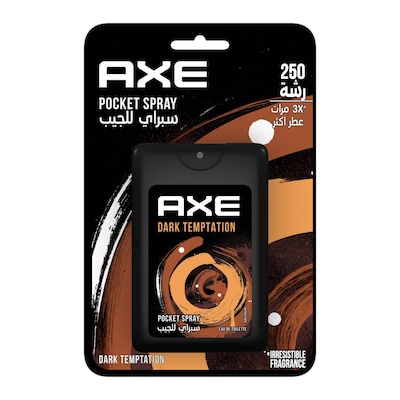 AXE
POCKET SPRAY
سبراي للجيب
250
رشة
3X* مرات
عطر أكثر
AXE
DARK TEMPTATION
POCKET SPRAY
سبراي للجيب
EAU DE TOILETTE
DARK TEMPTATION
IRRESISTIBLE
FRAGRANCE